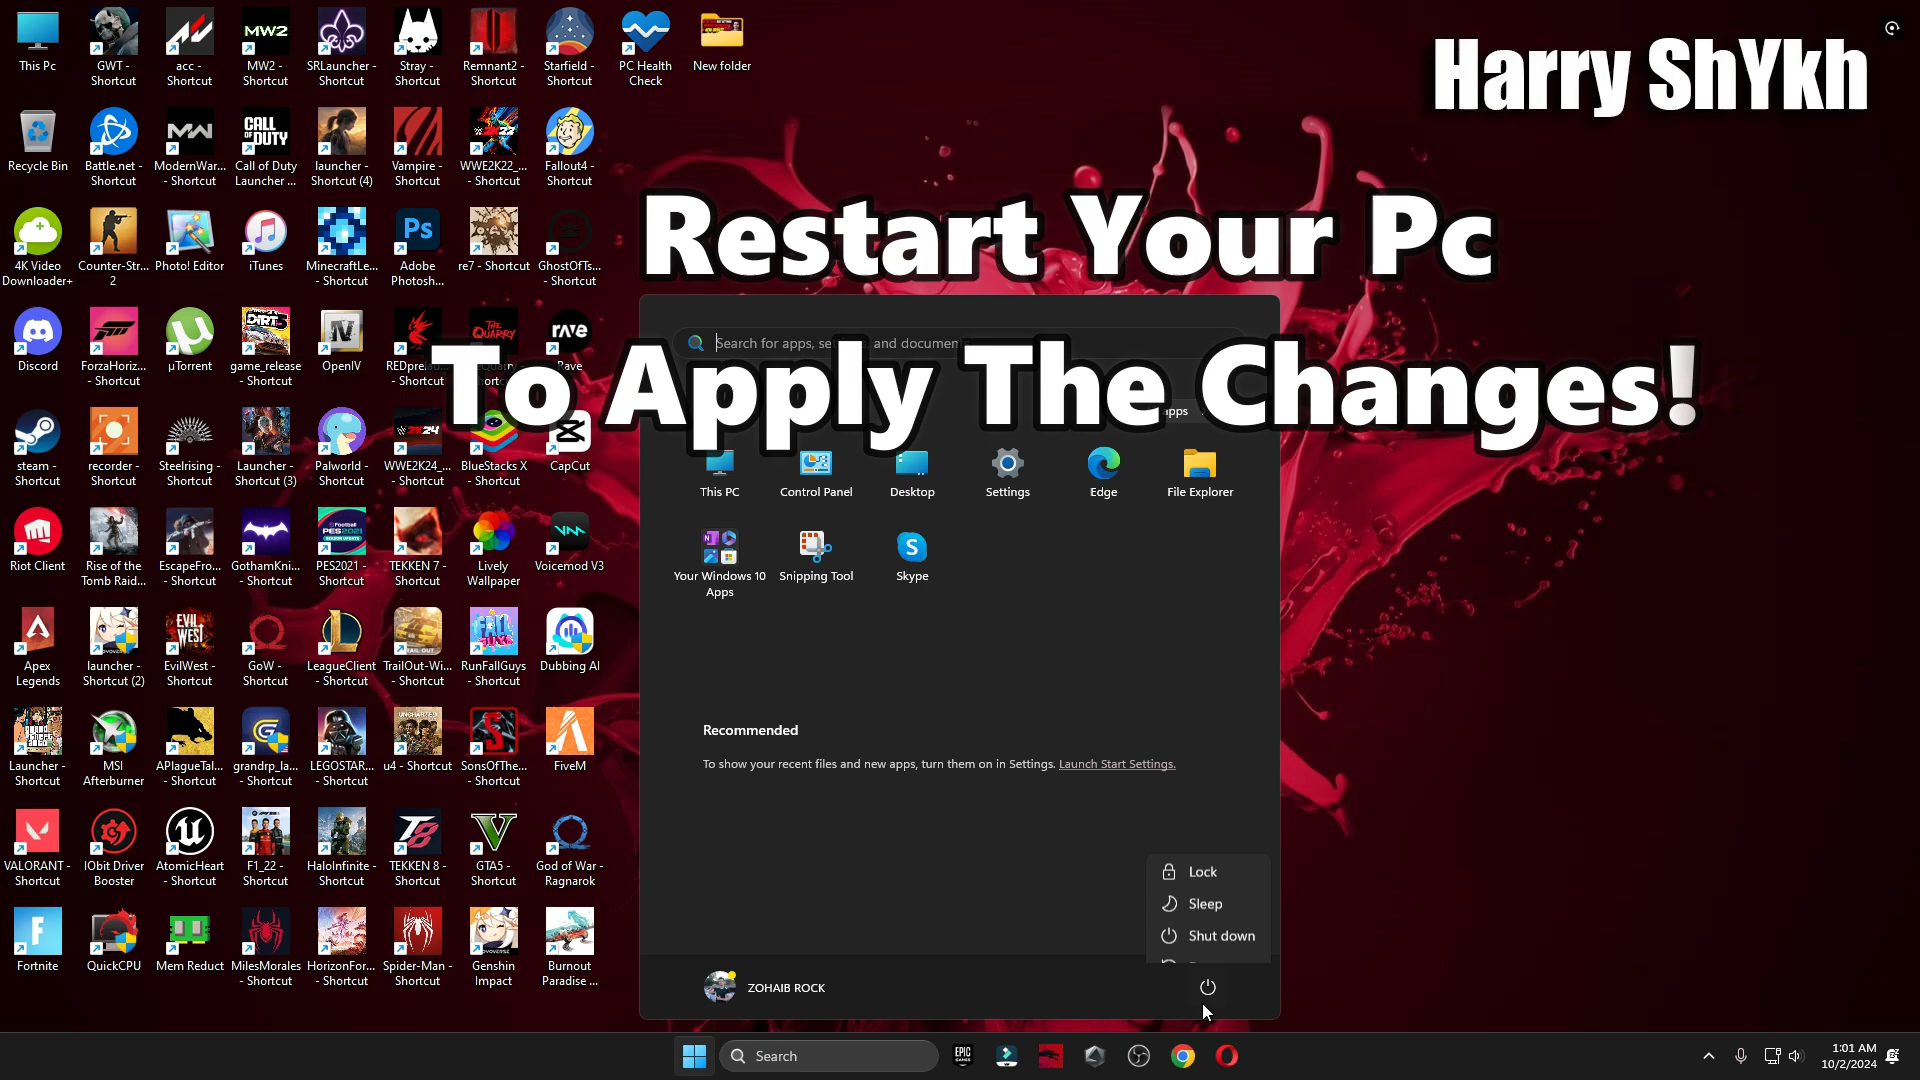 Harry ShYkh
Restart Your Pc
To Apply The Changes!
This Pc
GWT - Shortcut
acc - Shortcut
MW2 - Shortcut
SRLauncher - Shortcut
Stray - Shortcut
Remnant2 - Shortcut
Starfield - Shortcut
PC Health Check
New folder
Recycle Bin
Battle.net - Shortcut
ModernWar... - Shortcut
Call of Duty Launcher ...
launcher - Shortcut (4)
Vampire - Shortcut
WWE2K22_... - Shortcut
Fallout4 - Shortcut
4K Video Downloader+
Counter-Str... 2
Photo! Editor
iTunes
MinecraftLe... - Shortcut
Adobe Photosh...
re7 - Shortcut
GhostOfTs... - Shortcut
Discord
ForzaHoriz... - Shortcut
µTorrent
game_release - Shortcut
OpenIV
REDprelau... - Shortcut
Rave
steam - Shortcut
recorder - Shortcut
Steelrising - Shortcut
Launcher - Shortcut (3)
Palworld - Shortcut
WWE2K24_... - Shortcut
BlueStacks X - Shortcut
CapCut
Riot Client
Rise of the Tomb Raid...
EscapeFro... - Shortcut
GothamKni... - Shortcut
PES2021 - Shortcut
TEKKEN 7 - Shortcut
Lively Wallpaper
Voicemod V3
Apex Legends
launcher - Shortcut (2)
EvilWest - Shortcut
GoW - Shortcut
LeagueClient - Shortcut
TrailOut-Wi... - Shortcut
RunFallGuys - Shortcut
Dubbing AI
Launcher - Shortcut
MSI Afterburner
APlagueTal... - Shortcut
grandrp_la... - Shortcut
LEGOSTAR... - Shortcut
u4 - Shortcut
SonsOfThe... - Shortcut
FiveM
VALORANT - Shortcut
IObit Driver Booster
AtomicHeart - Shortcut
F1_22 - Shortcut
HaloInfinite - Shortcut
TEKKEN 8 - Shortcut
GTA5 - Shortcut
God of War - Ragnarok
Fortnite
QuickCPU
Mem Reduct
MilesMorales - Shortcut
HorizonFor... - Shortcut
Spider-Man - Shortcut
Genshin Impact
Burnout Paradise ...
Search for apps, and documents
apps
This PC
Control Panel
Desktop
Settings
Edge
File Explorer
Your Windows 10 Apps
Snipping Tool
Skype
Recommended
To show your recent files and new apps, turn them on in Settings. Launch Start Settings.
Lock
Sleep
Shut down
ZOHAIB ROCK
Search
1:01 AM
10/2/2024